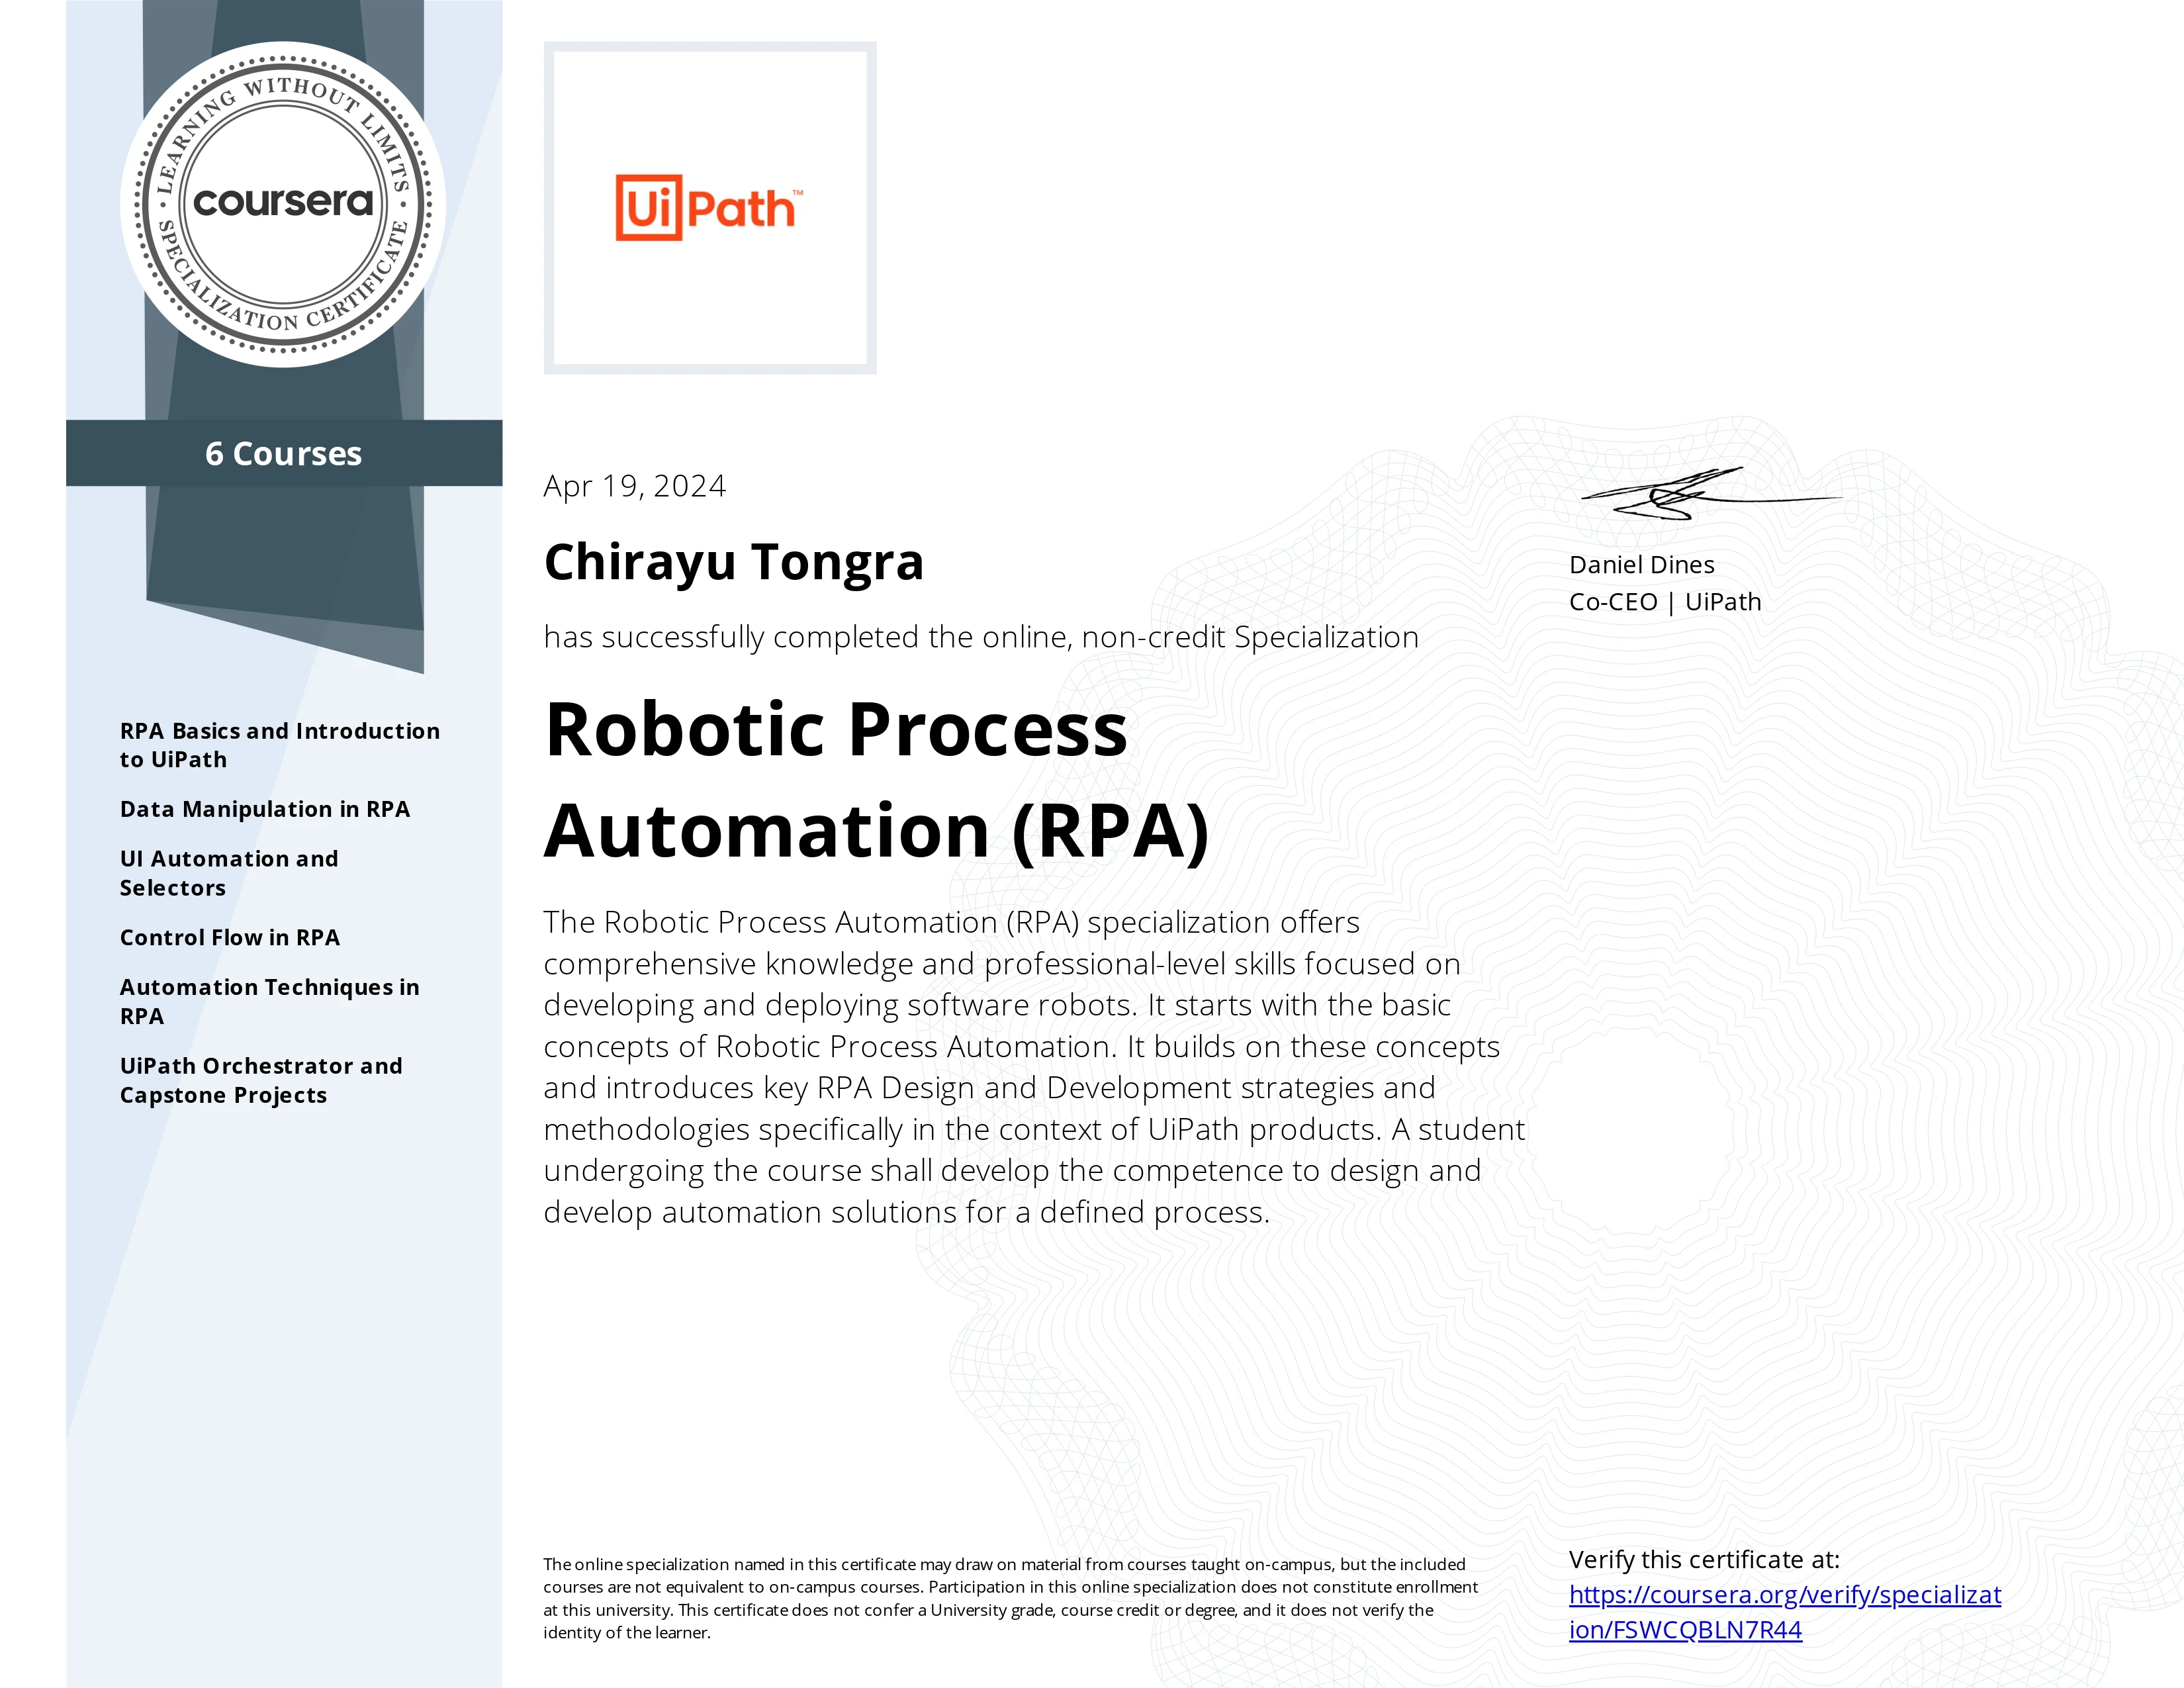 LEARNING WITHOUT LIMITS
coursera
SPECIALIZATION CERTIFICATE
6 Courses
RPA Basics and Introduction
to UiPath
Data Manipulation in RPA
UI Automation and
Selectors
Control Flow in RPA
Automation Techniques in
RPA
UiPath Orchestrator and
Capstone Projects
UiPath™
Apr 19, 2024
Chirayu Tongra
has successfully completed the online, non-credit Specialization
Robotic Process
Automation (RPA)
The Robotic Process Automation (RPA) specialization offers
comprehensive knowledge and professional-level skills focused on
developing and deploying software robots. It starts with the basic
concepts of Robotic Process Automation. It builds on these concepts
and introduces key RPA Design and Development strategies and
methodologies specifically in the context of UiPath products. A student
undergoing the course shall develop the competence to design and
develop automation solutions for a defined process.
Daniel Dines
Co-CEO | UiPath
The online specialization named in this certificate may draw on material from courses taught on-campus, but the included
courses are not equivalent to on-campus courses. Participation in this online specialization does not constitute enrollment
at this university. This certificate does not confer a University grade, course credit or degree, and it does not verify the
identity of the learner.
Verify this certificate at:
https://coursera.org/verify/specializat
ion/FSWCQBLN7R44